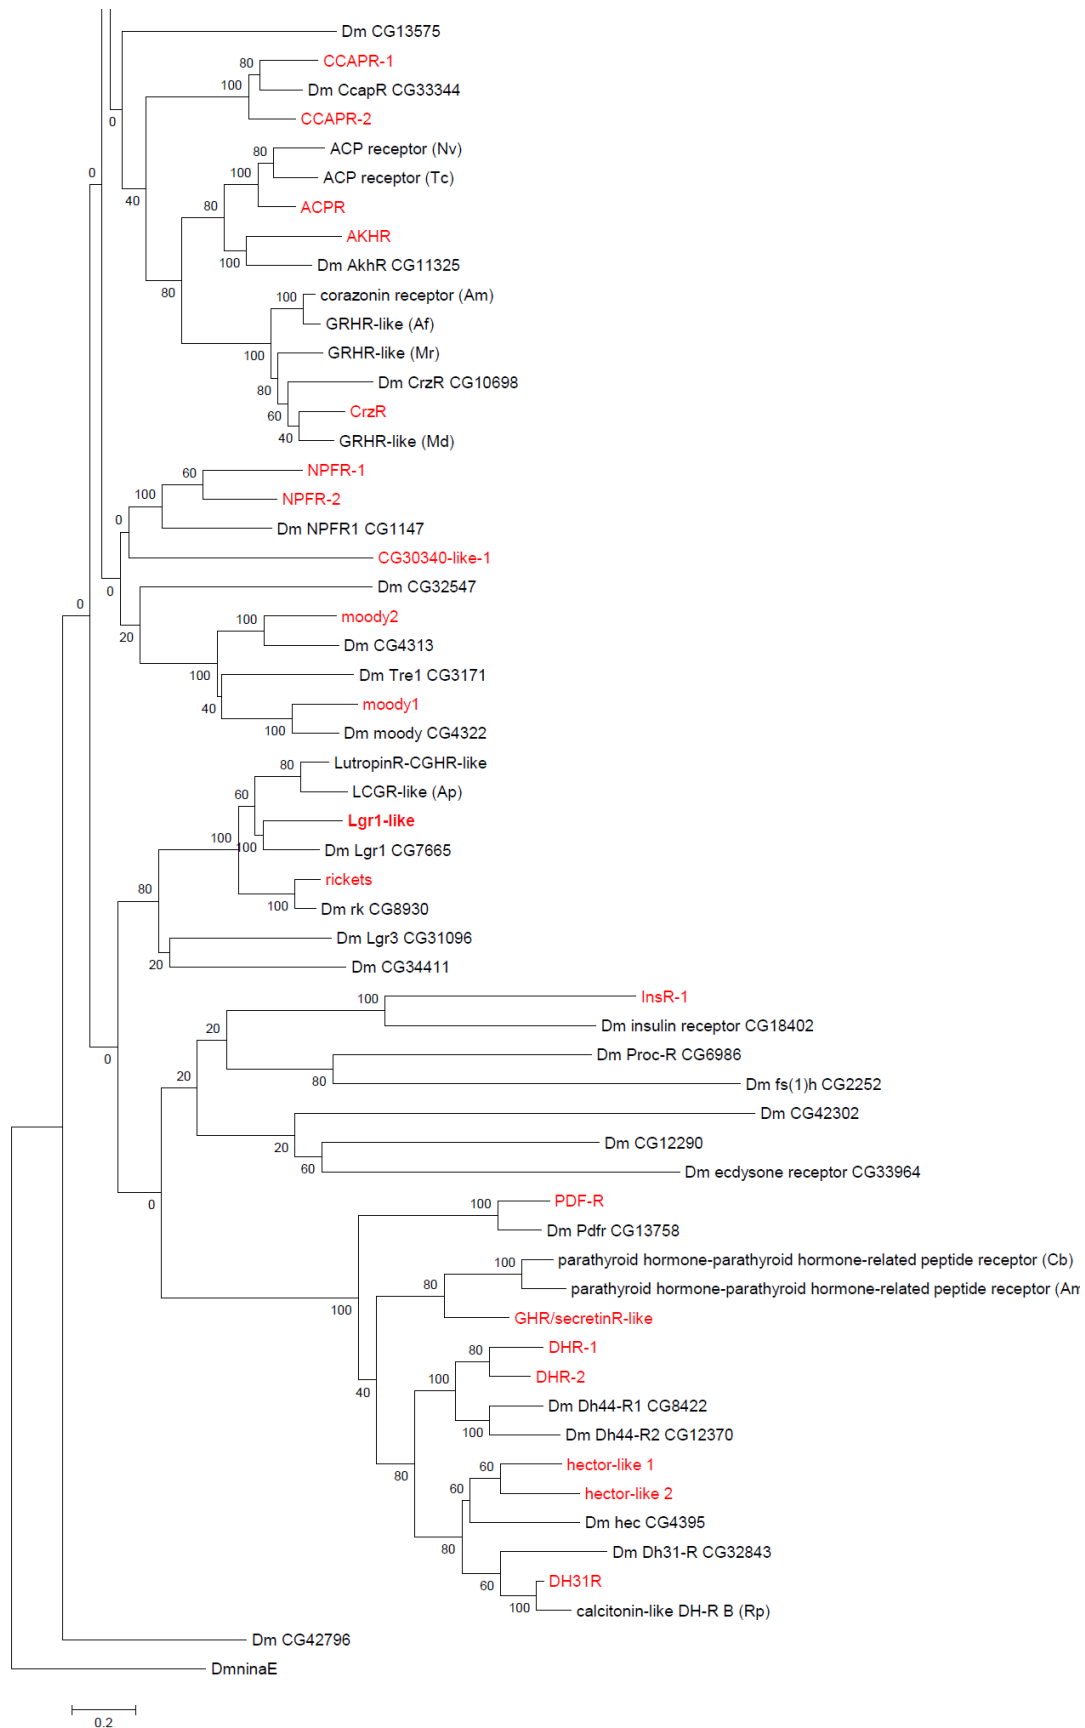 Dm CG13575
CCAPR-1
80
100
Dm CcapR CG33344
CCAPR-2
0
ACP receptor (Nv)
80
0
ACP receptor (Tc)
100
40
ACPR
80
AKHR
100
Dm AkhR CG11325
80
corazonin receptor (Am)
100
GRHR-like (Af)
100
GRHR-like (Mr)
Dm CrzR CG10698
80
CrzR
60
40
GRHR-like (Md)
NPFR-1
60
100
NPFR-2
0
Dm NPFR1 CG1147
CG30340-like-1
0
Dm CG32547
0
moody2
100
20
Dm CG4313
100
Dm Tre1 CG3171
moody1
40
100
Dm moody CG4322
LutropinR-CGHR-like
80
LCGR-like (Ap)
60
Lgr1-like
100
100
Dm Lgr1 CG7665
rickets
80
100
Dm rk CG8930
Dm Lgr3 CG31096
20
Dm CG34411
InsR-1
100
Dm insulin receptor CG18402
20
Dm Proc-R CG6986
0
20
80
Dm fs(1)h CG2252
Dm CG42302
Dm CG12290
20
60
Dm ecdysone receptor CG33964
PDF-R
100
0
Dm Pdfr CG13758
parathyroid hormone-parathyroid hormone-related peptide receptor (Cb)
100
80
parathyroid hormone-parathyroid hormone-related peptide receptor (Am
100
GHR/secretinR-like
DHR-1
80
100
DHR-2
40
Dm Dh44-R1 CG8422
100
Dm Dh44-R2 CG12370
hector-like 1
60
80
60
hector-like 2
Dm hec CG4395
80
Dm Dh31-R CG32843
DH31R
60
100
calcitonin-like DH-R B (Rp)
Dm CG42796
DmninaE
0.2